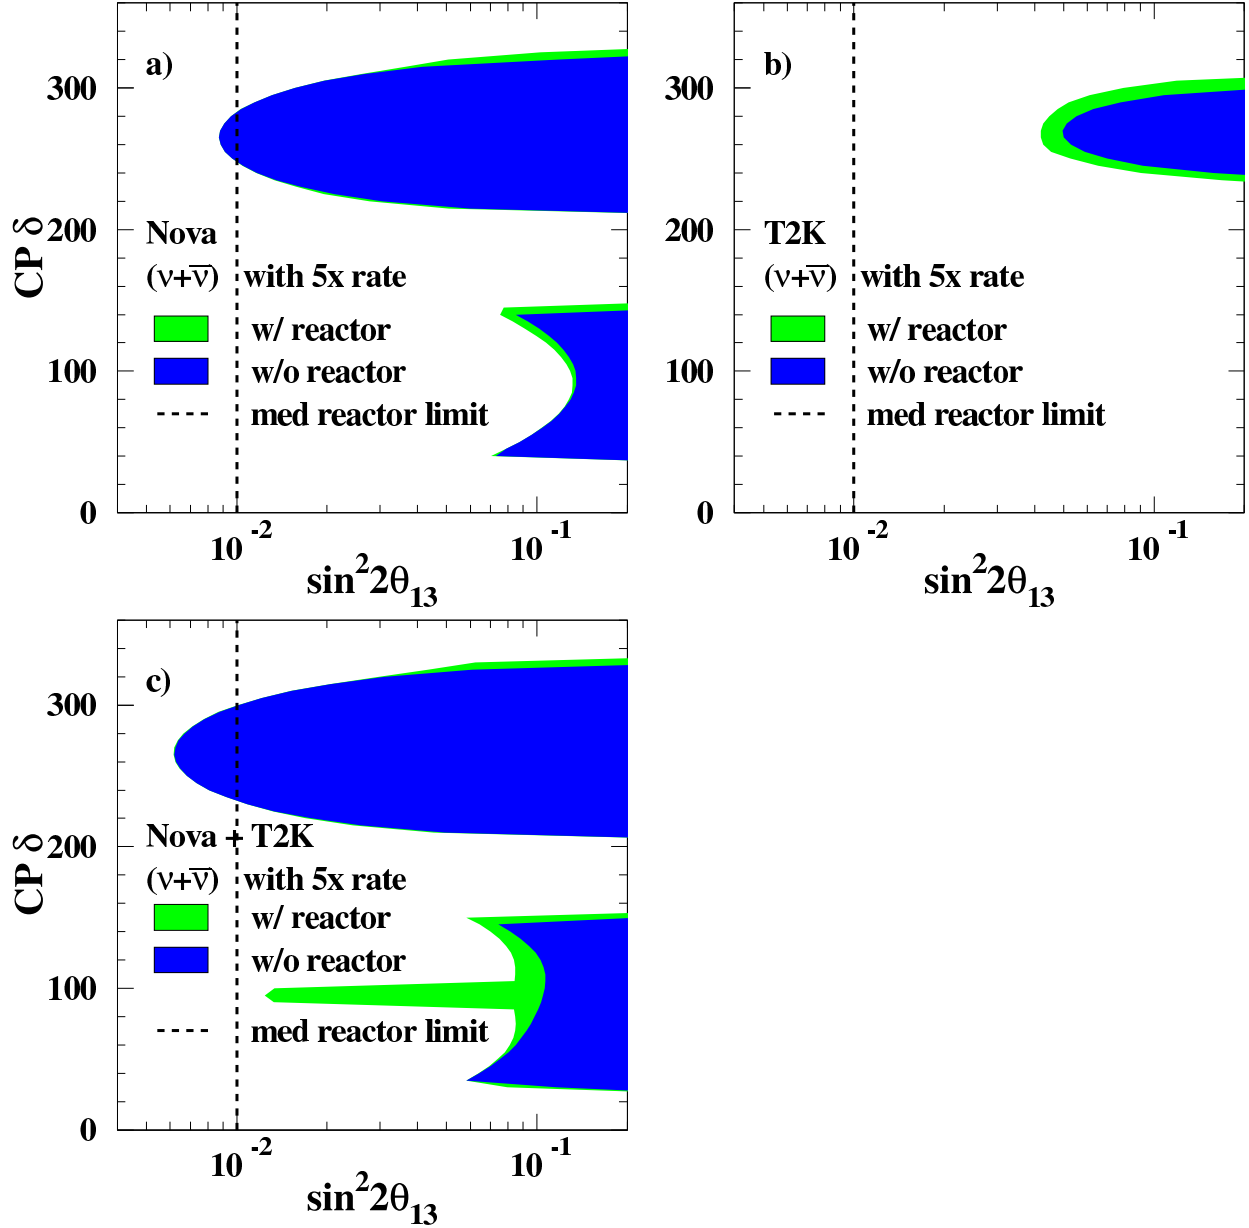 a)
300
200
100
0
CP δ
Nova
(ν+ν̅) with 5x rate
w/ reactor
w/o reactor
med reactor limit
10⁻² 10⁻¹
sin²2θ₁₃
b)
300
200
100
0
T2K
(ν+ν̅) with 5x rate
w/ reactor
w/o reactor
med reactor limit
10⁻² 10⁻¹
sin²2θ₁₃
c)
300
200
100
0
CP δ
Nova + T2K
(ν+ν̅) with 5x rate
w/ reactor
w/o reactor
med reactor limit
10⁻² 10⁻¹
sin²2θ₁₃